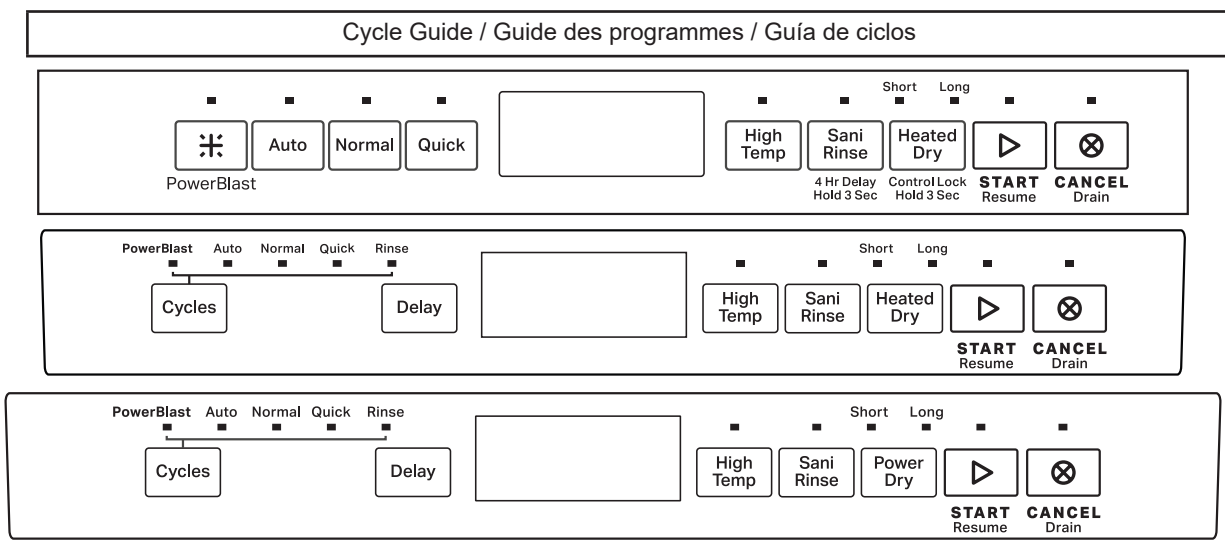 Cycle Guide / Guide des programmes / Guía de ciclos
Short Long
Auto Normal Quick High Temp Sani Rinse Heated Dry
PowerBlast
4 Hr Delay Hold 3 Sec Control Lock Hold 3 Sec START Resume CANCEL Drain
PowerBlast Auto Normal Quick Rinse Short Long
Cycles Delay High Temp Sani Rinse Heated Dry
START Resume CANCEL Drain
PowerBlast Auto Normal Quick Rinse Short Long
Cycles Delay High Temp Sani Rinse Power Dry
START Resume CANCEL Drain